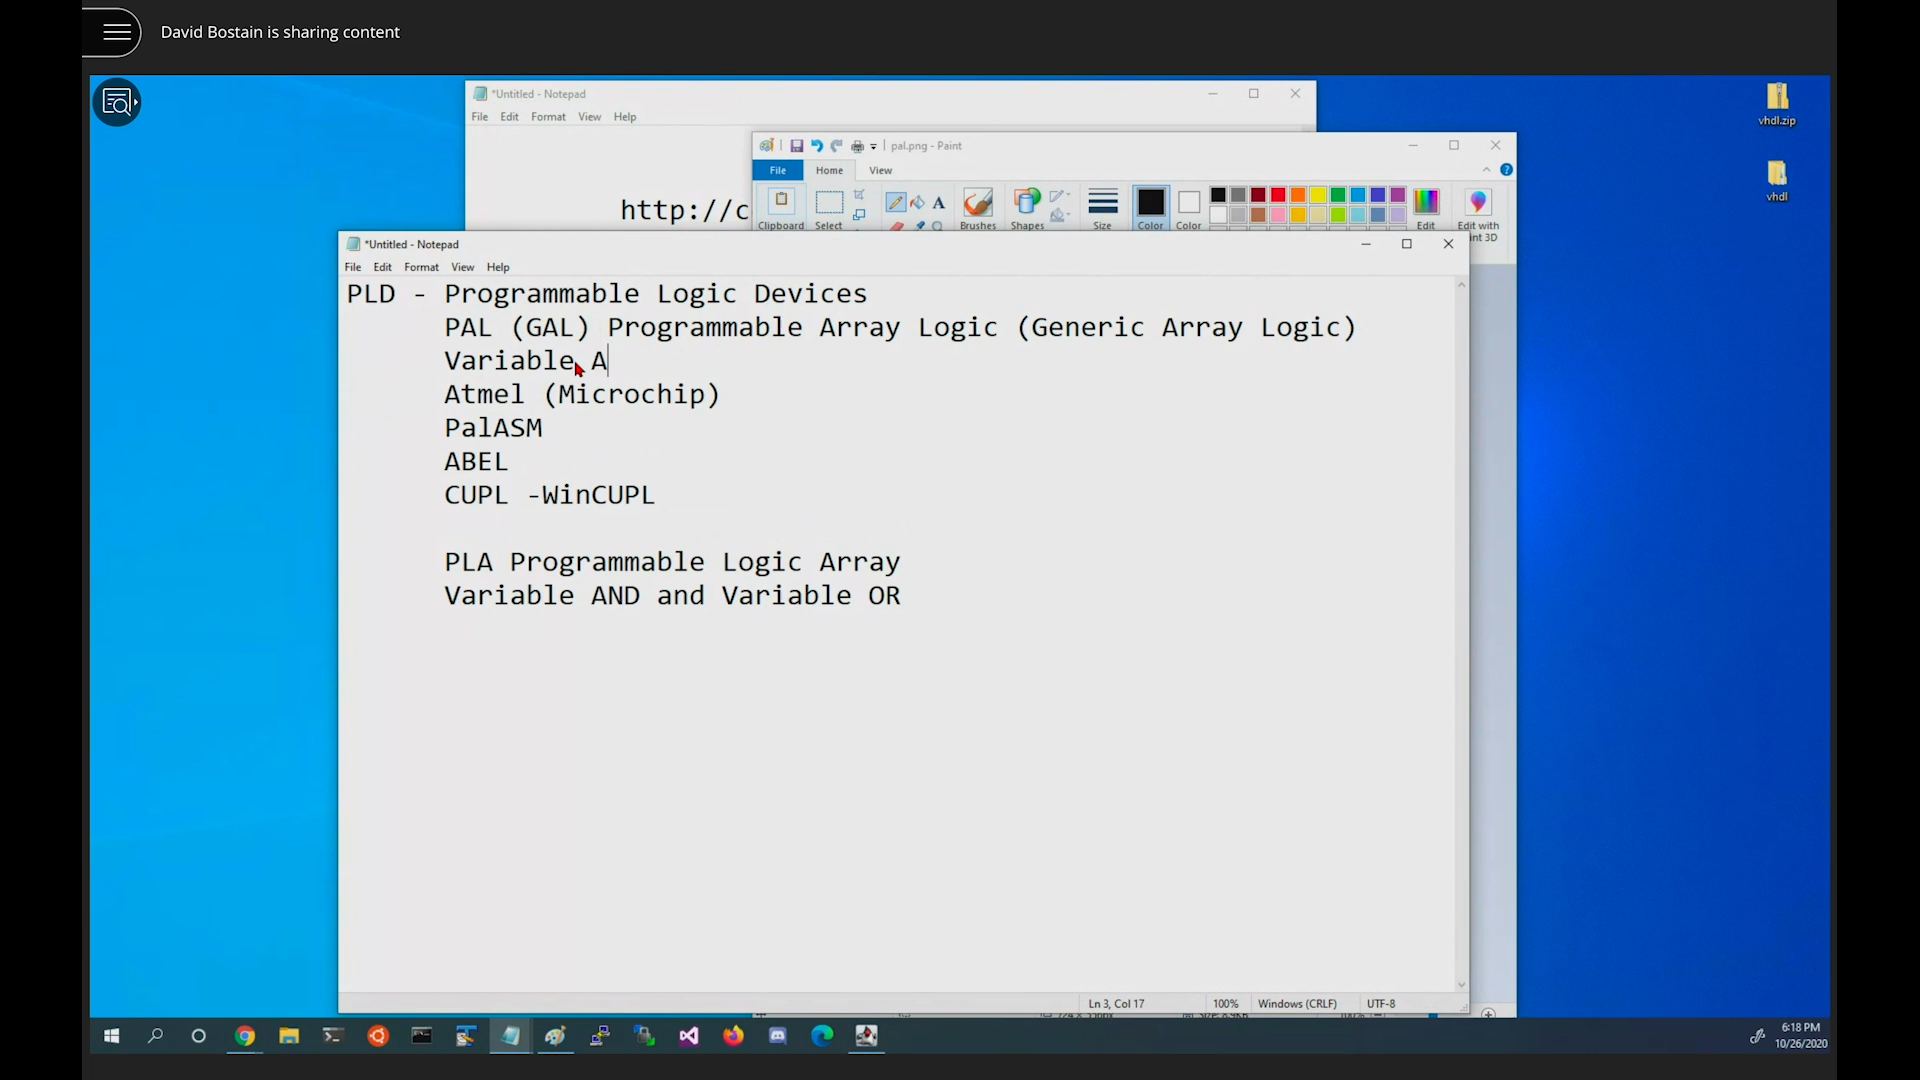 David Bostain is sharing content
*Untitled - Notepad
File Edit Format View Help
http://c
pal.png - Paint
File Home View
Clipboard Select Brushes Shapes Size Color Color Edit Edit with
int 3D
vhdl.zip
vhdl
*Untitled - Notepad
File Edit Format View Help
PLD - Programmable Logic Devices
PAL (GAL) Programmable Array Logic (Generic Array Logic)
Variable A
Atmel (Microchip)
PalASM
ABEL
CUPL -WinCUPL
PLA Programmable Logic Array
Variable AND and Variable OR
Ln 3, Col 17 100% Windows (CRLF) UTF-8
6:18 PM
10/26/2020